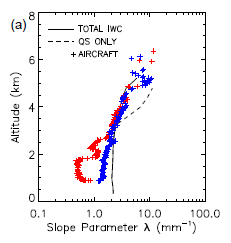 (a)
TOTAL IWC
QS ONLY
AIRCRAFT
Altitude (km)
8
6
4
2
0
0.1 1.0 10.0 100.0
Slope Parameter λ (mm⁻¹)